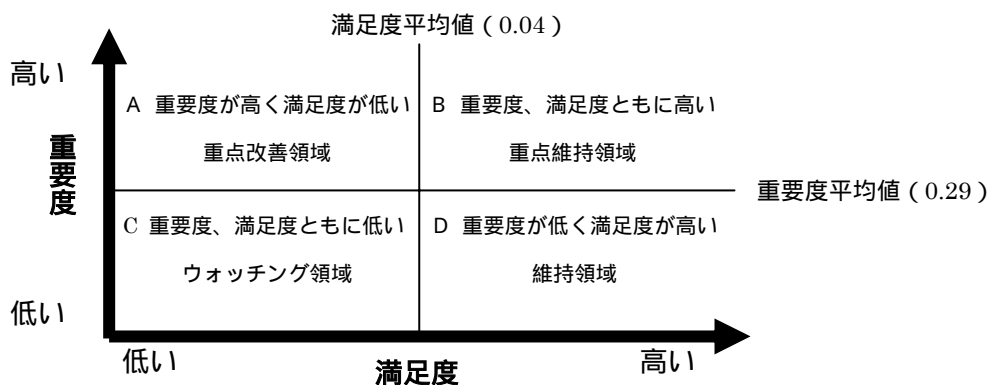 満足度平均値（0.04）
高い
A 重要度が高く満足度が低い
重点改善領域
B 重要度、満足度ともに高い
重点維持領域
重要度
重要度平均値（0.29）
C 重要度、満足度ともに低い
ウォッチング領域
D 重要度が低く満足度が高い
維持領域
低い
低い
満足度
高い